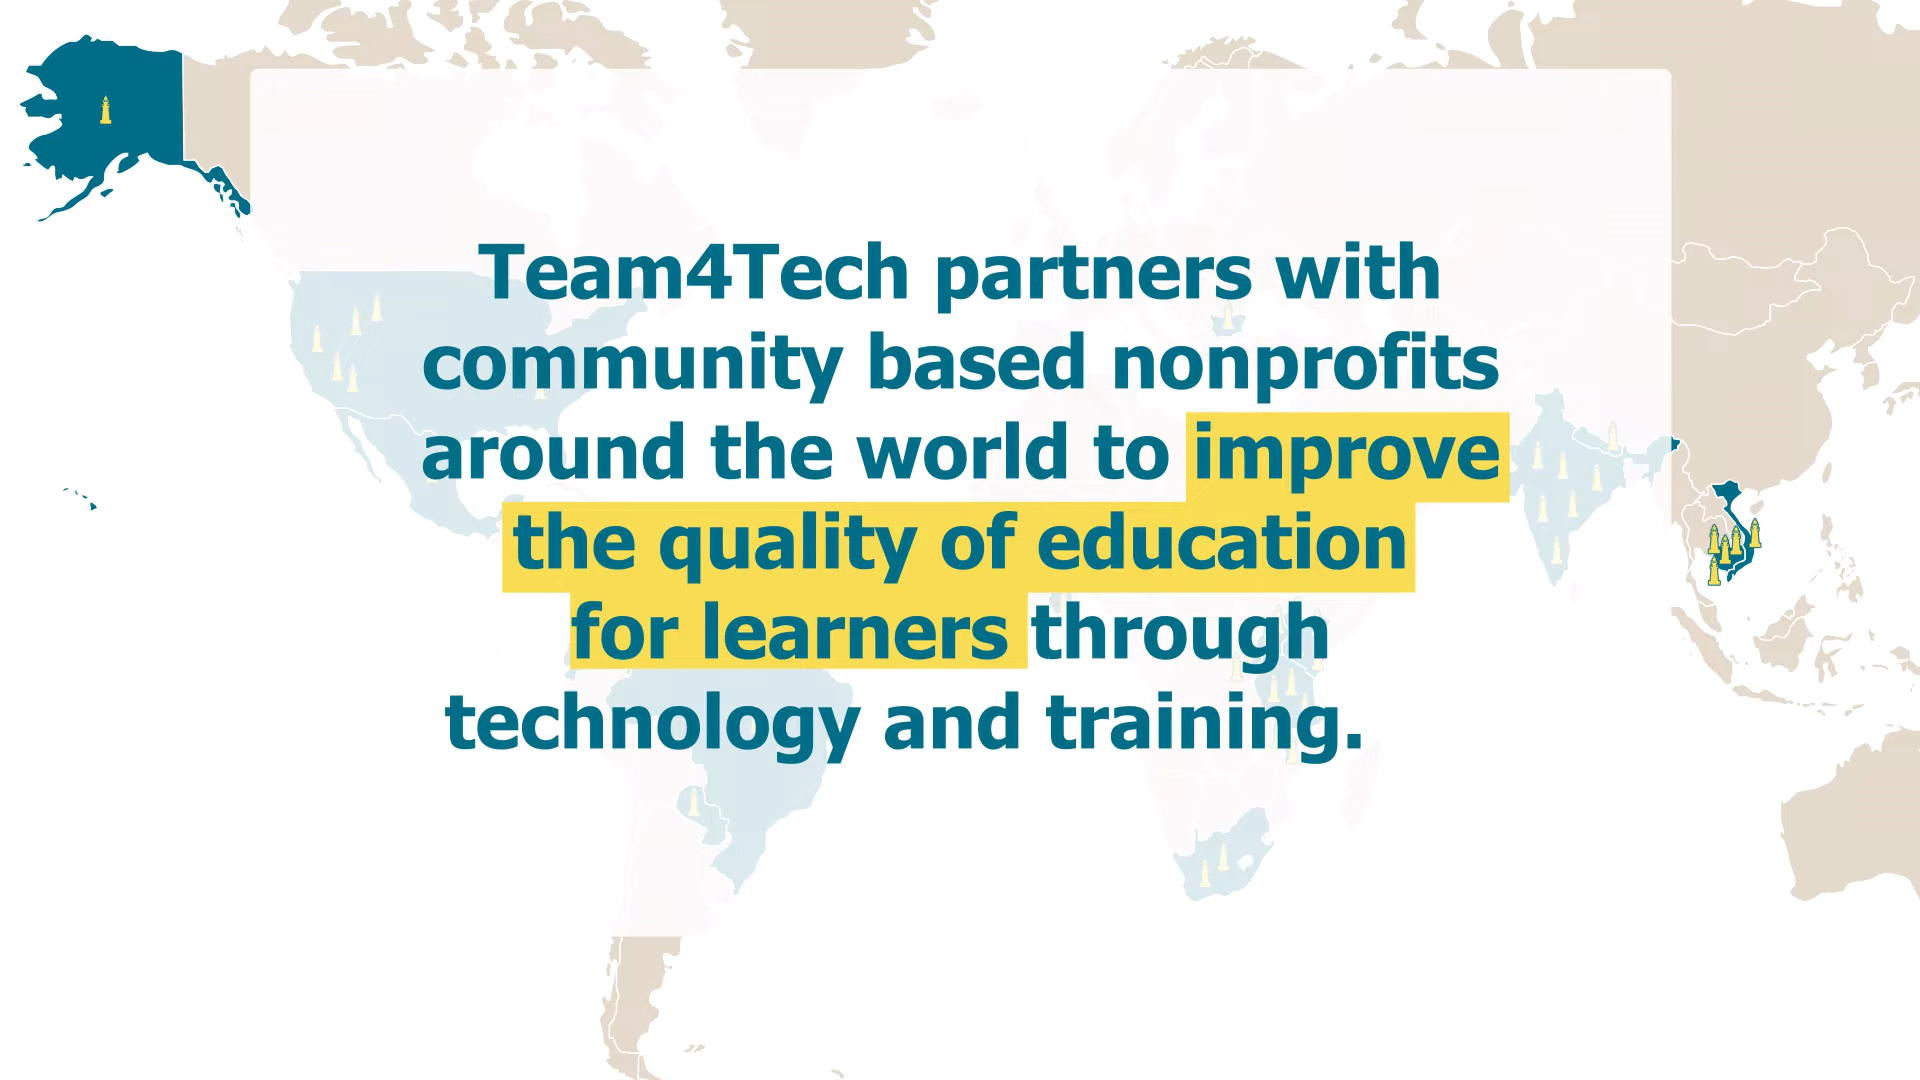 Team4Tech partners with
community based nonprofits
around the world to improve
the quality of education
for learners through
technology and training.